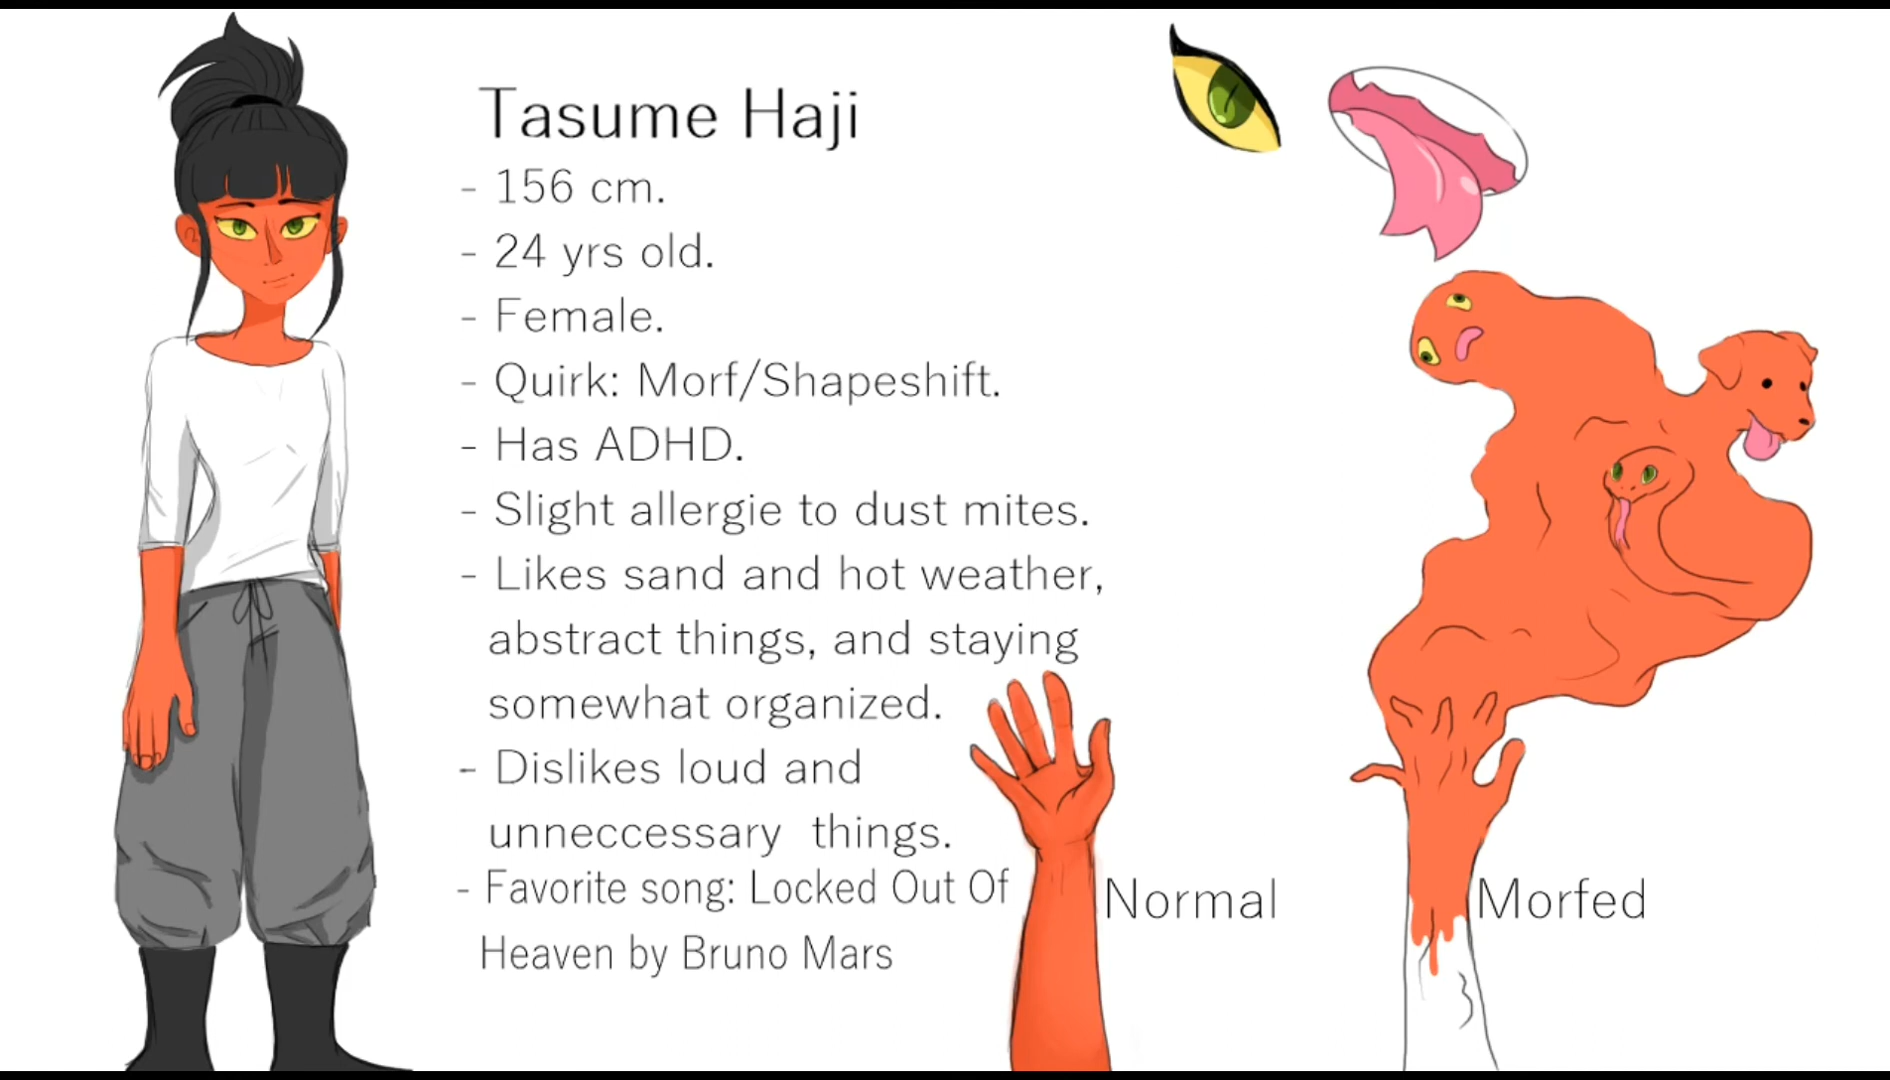 Tasume Haji
- 156 cm.
- 24 yrs old.
- Female.
- Quirk: Morf/Shapeshift.
- Has ADHD.
- Slight allergie to dust mites.
- Likes sand and hot weather,
abstract things, and staying
somewhat organized.
- Dislikes loud and
unneccessary things.
- Favorite song: Locked Out Of
Heaven by Bruno Mars
Normal
Morfed